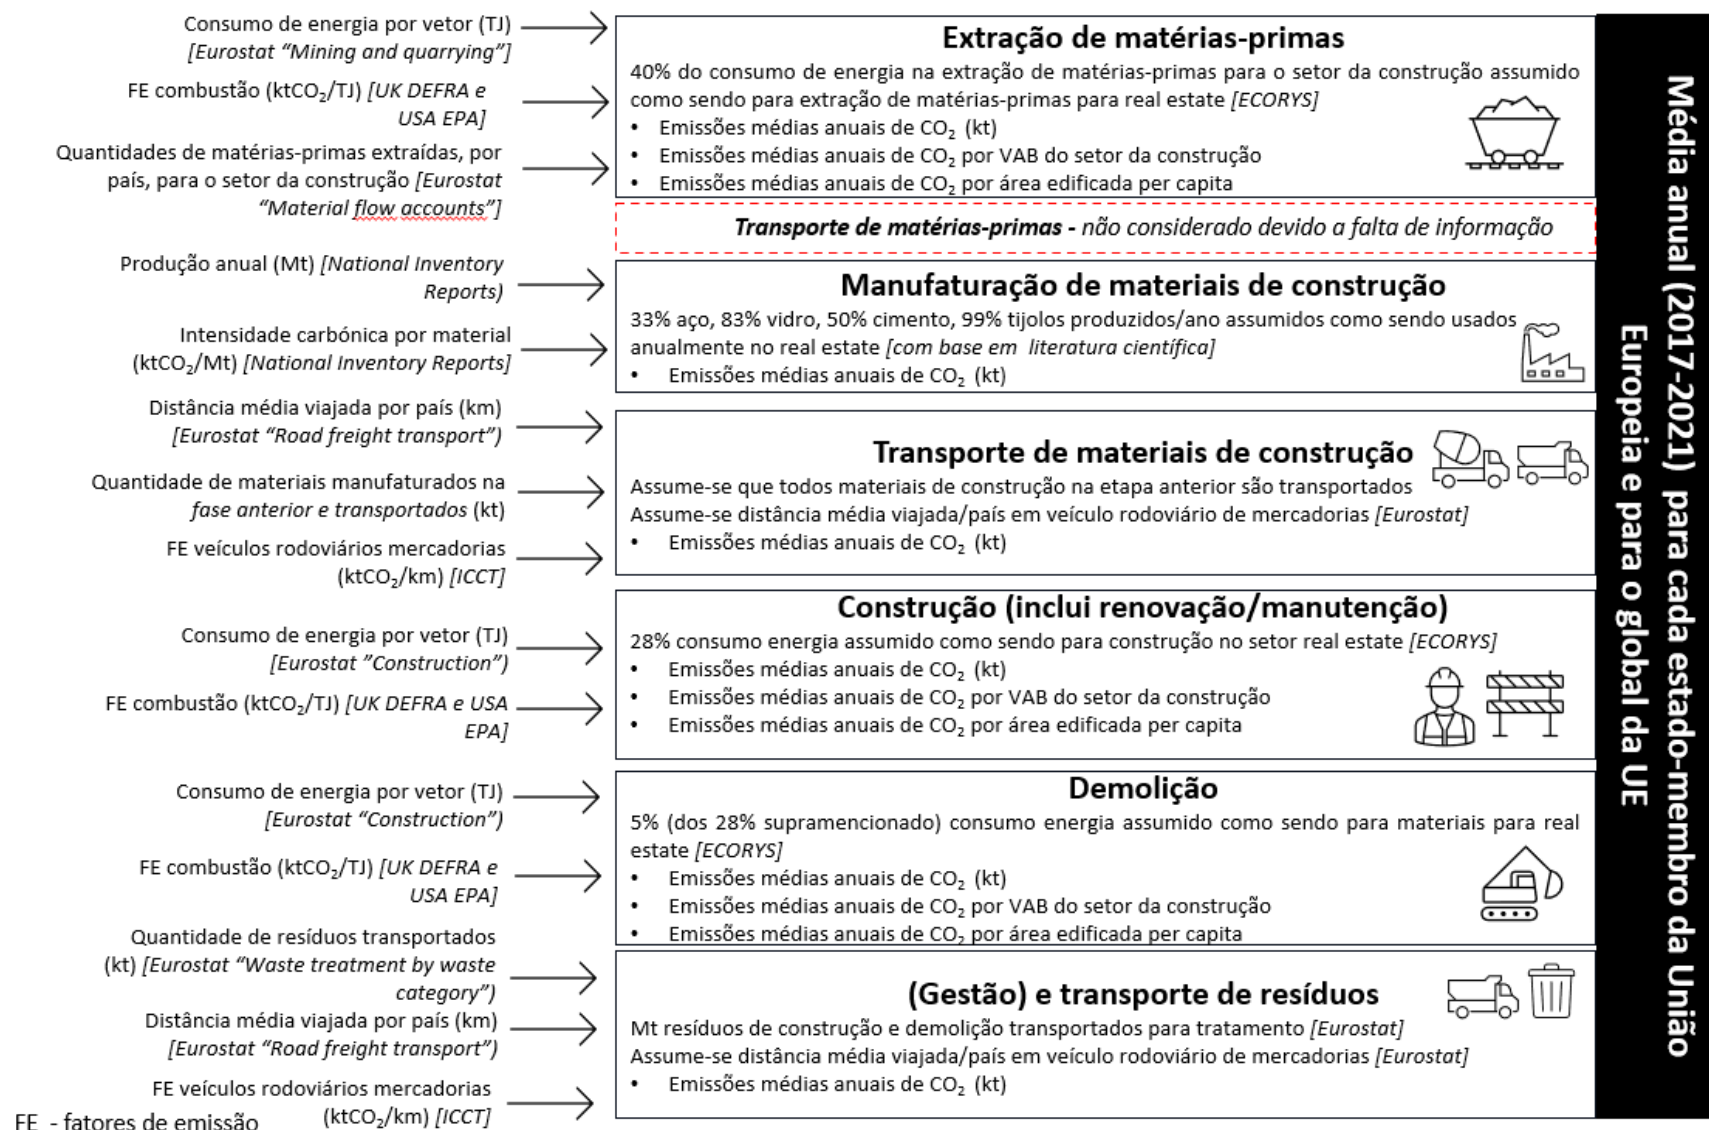 Consumo de energia por vetor (TJ)
[Eurostat “Mining and quarrying”]
FE combustão (ktCO₂/TJ) [UK DEFRA e
USA EPA]
Quantidades de matérias-primas extraídas, por
país, para o setor da construção [Eurostat
“Material flow accounts”]
Extração de matérias-primas
40% do consumo de energia na extração de matérias-primas para o setor da construção assumido
como sendo para extração de matérias-primas para real estate [ECORYS]
• Emissões médias anuais de CO₂ (kt)
• Emissões médias anuais de CO₂ por VAB do setor da construção
• Emissões médias anuais de CO₂ por área edificada per capita
Transporte de matérias-primas - não considerado devido a falta de informação
Produção anual (Mt) [National Inventory
Reports)
Intensidade carbónica por material
(ktCO₂/Mt) [National Inventory Reports]
Manufaturação de materiais de construção
33% aço, 83% vidro, 50% cimento, 99% tijolos produzidos/ano assumidos como sendo usados
anualmente no real estate [com base em literatura científica]
• Emissões médias anuais de CO₂ (kt)
Distância média viajada por país (km)
[Eurostat “Road freight transport”)
Quantidade de materiais manufaturados na
fase anterior e transportados (kt)
FE veículos rodoviários mercadorias
(ktCO₂/km) [ICCT]
Transporte de materiais de construção
Assume-se que todos materiais de construção na etapa anterior são transportados
Assume-se distância média viajada/país em veículo rodoviário de mercadorias [Eurostat]
• Emissões médias anuais de CO₂ (kt)
Consumo de energia por vetor (TJ)
[Eurostat ”Construction”)
FE combustão (ktCO₂/TJ) [UK DEFRA e USA
EPA]
Construção (inclui renovação/manutenção)
28% consumo energia assumido como sendo para construção no setor real estate [ECORYS]
• Emissões médias anuais de CO₂ (kt)
• Emissões médias anuais de CO₂ por VAB do setor da construção
• Emissões médias anuais de CO₂ por área edificada per capita
Consumo de energia por vetor (TJ)
[Eurostat “Construction”)
FE combustão (ktCO₂/TJ) [UK DEFRA e
USA EPA]
Demolição
5% (dos 28% supramencionado) consumo energia assumido como sendo para materiais para real
estate [ECORYS]
• Emissões médias anuais de CO₂ (kt)
• Emissões médias anuais de CO₂ por VAB do setor da construção
• Emissões médias anuais de CO₂ por área edificada per capita
Quantidade de resíduos transportados
(kt) [Eurostat “Waste treatment by waste
category”)
Distância média viajada por país (km)
[Eurostat “Road freight transport”)
FE veículos rodoviários mercadorias
(ktCO₂/km) [ICCT]
(Gestão) e transporte de resíduos
Mt resíduos de construção e demolição transportados para tratamento [Eurostat]
Assume-se distância média viajada/país em veículo rodoviário de mercadorias [Eurostat]
• Emissões médias anuais de CO₂ (kt)
FE - fatores de emissão
Média anual (2017-2021) para cada estado-membro da União
Europeia e para o global da UE